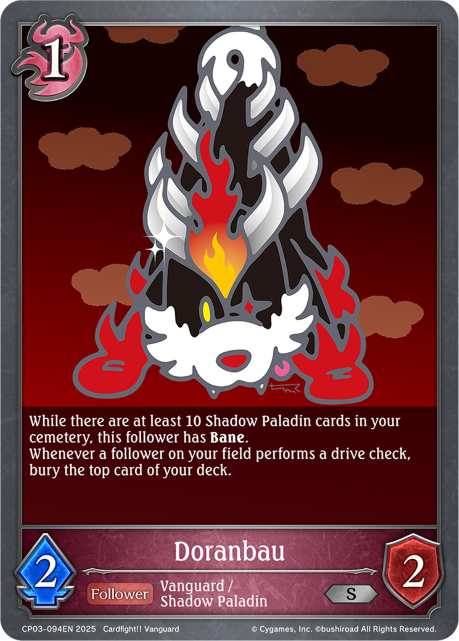 1
While there are at least 10 Shadow Paladin cards in your
cemetery, this follower has Bane.
Whenever a follower on your field performs a drive check,
bury the top card of your deck.
Doranbau
2
Follower
Vanguard /
Shadow Paladin
S
2
CP03-094EN 2025 Cardfight!! Vanguard
© Cygames, Inc. ©bushiroad All Rights Reserved.